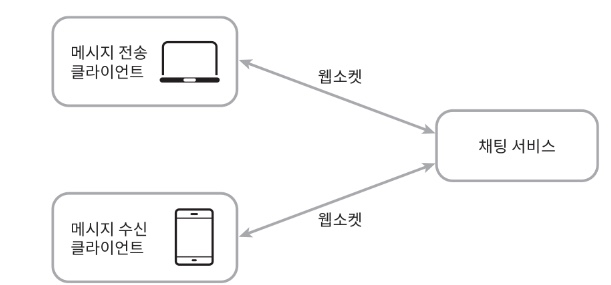 메시지 전송
클라이언트
웹소켓
채팅 서비스
메시지 수신
클라이언트
웹소켓